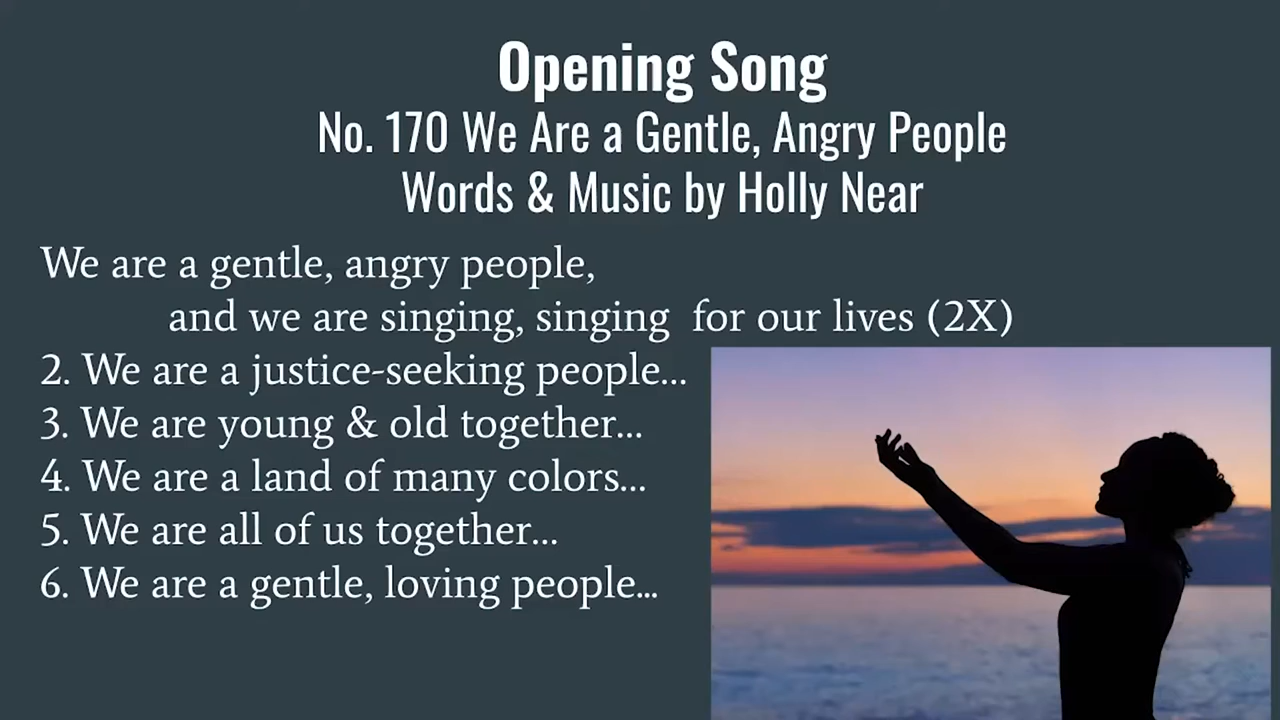 Opening Song
No. 170 We Are a Gentle, Angry People
Words & Music by Holly Near
We are a gentle, angry people,
and we are singing, singing  for our lives (2X)
2. We are a justice-seeking people...
3. We are young & old together...
4. We are a land of many colors...
5. We are all of us together...
6. We are a gentle, loving people...